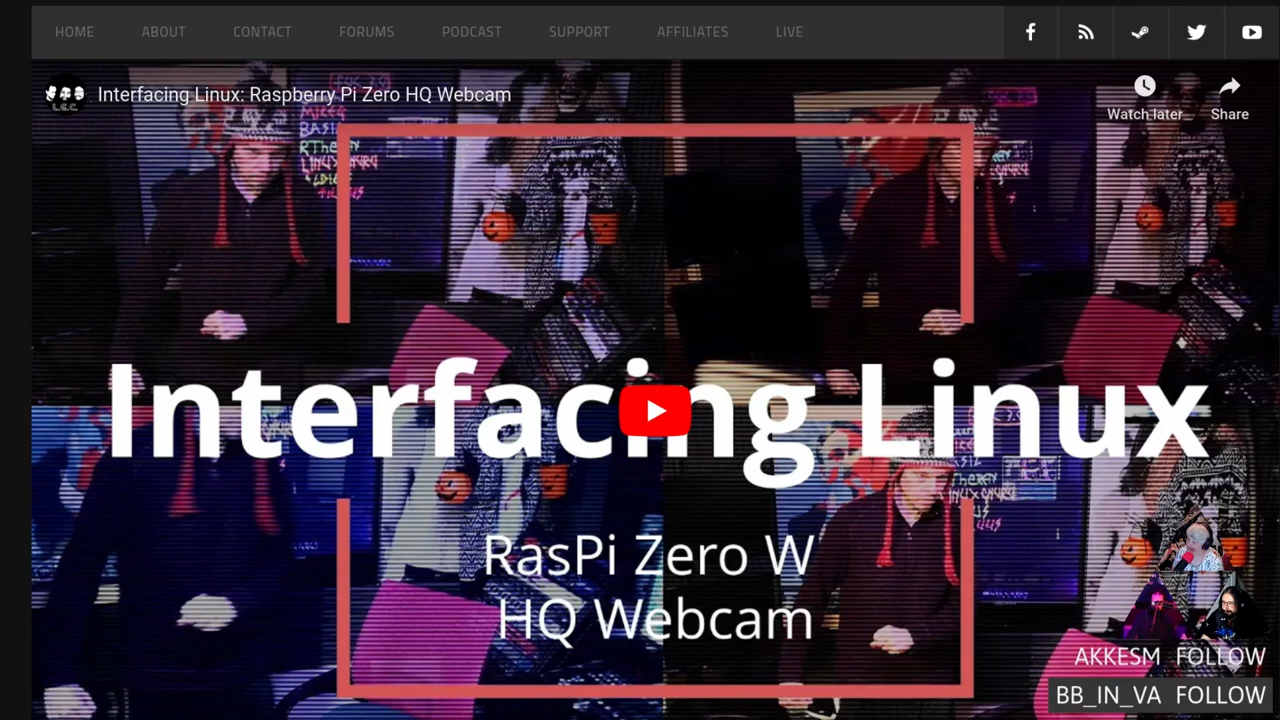 HOME ABOUT CONTACT FORUMS PODCAST SUPPORT AFFILIATES LIVE
L.G.C.
Interfacing Linux: Raspberry Pi Zero HQ Webcam
Watch later Share
Interfacing Linux
RasPi Zero W
HQ Webcam
AKKESM FOLLOW
BB_IN_VA FOLLOW